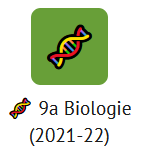 🧬 9a Biologie
(2021-22)